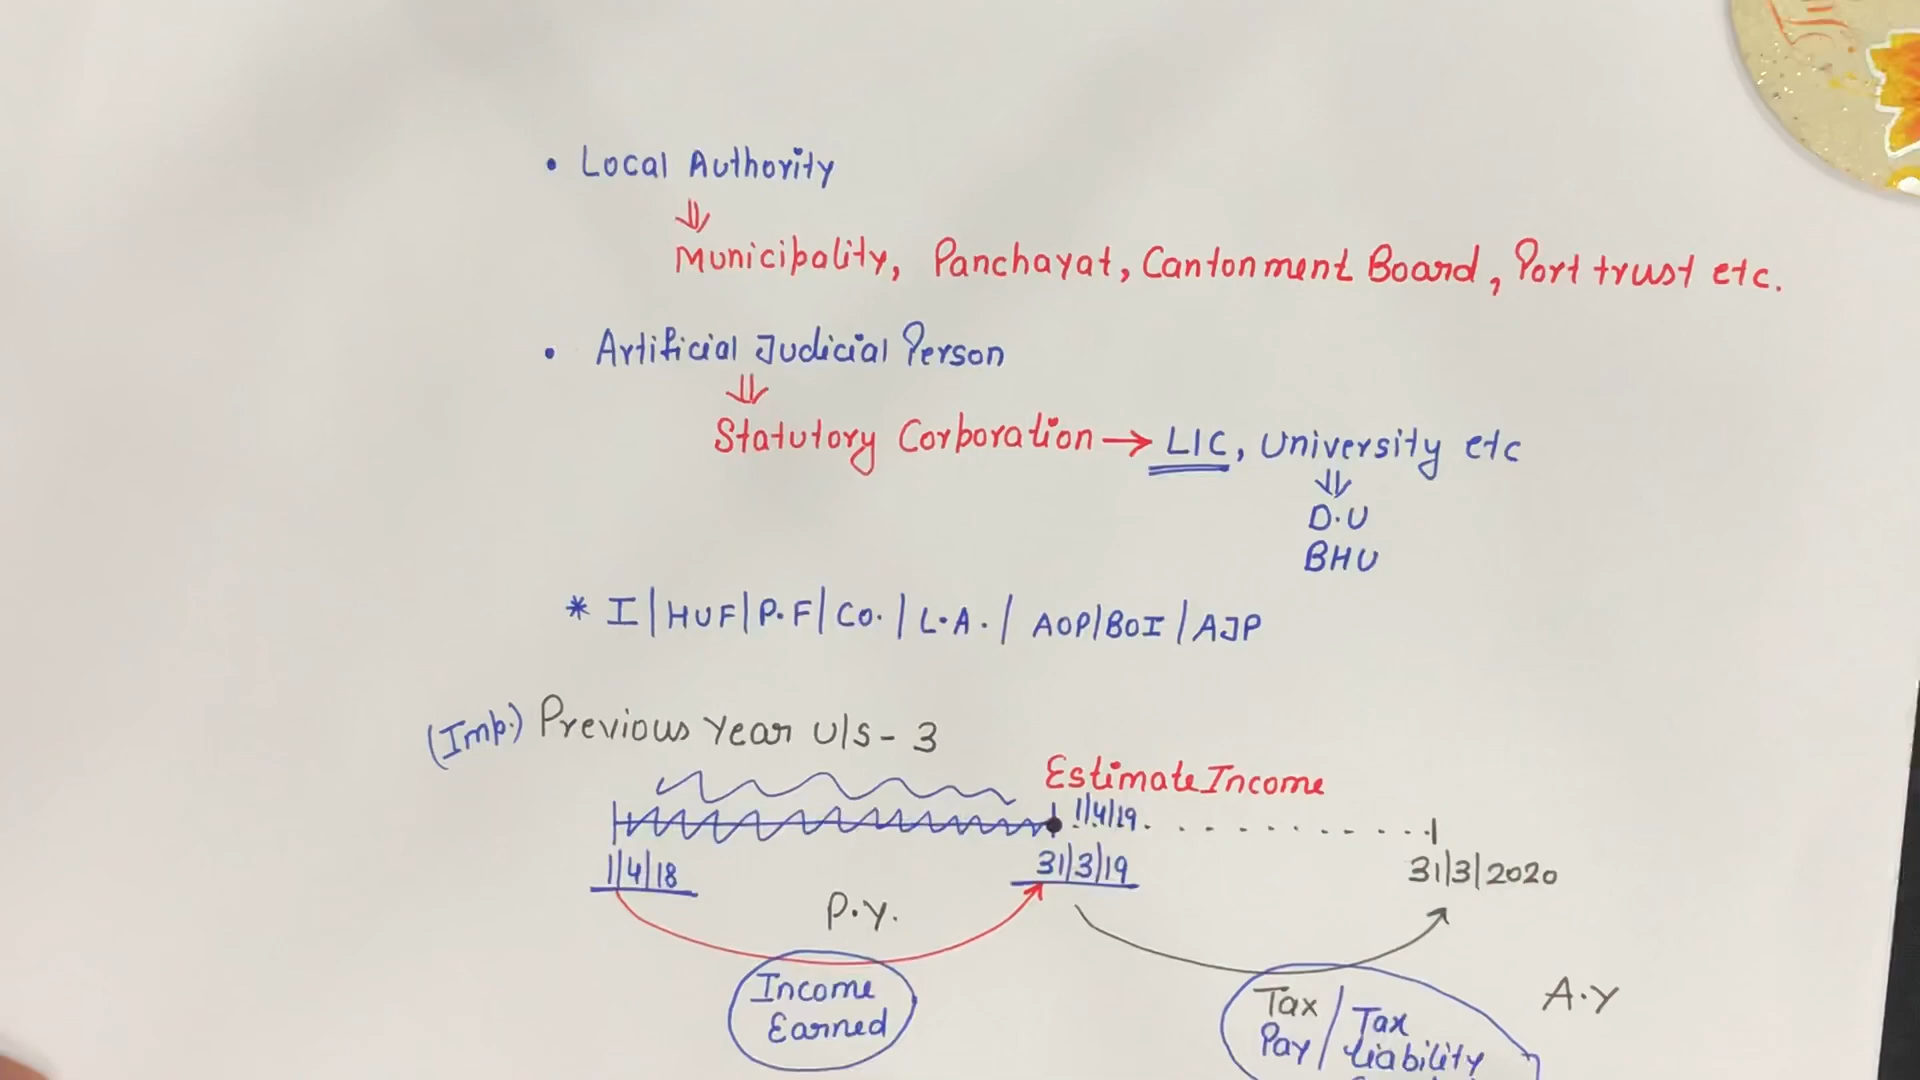 • Local Authority
⇓
Municipality, Panchayat, Cantonment Board, Port trust etc.
• Artificial Judicial Person
⇓
Statutory Corporation → LIC, University etc
⇓
D.U
BHU
* I|HUF|P.F|Co.|L.A.| AOP|BOI|AJP
(Imp.) Previous Year U/S - 3
Estimate Income
1/4/19
1/4/18 31/3/19 31/3/2020
P.Y.
Income
Earned
A.Y
Tax / Tax
Pay / Liability